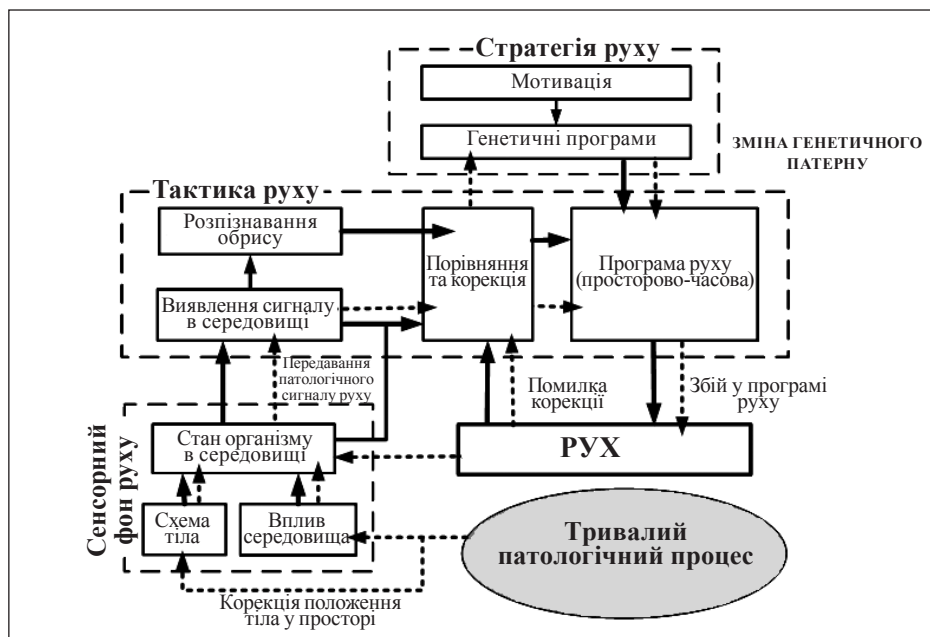 Стратегія руху
Мотивація
Генетичні програми
ЗМІНА ГЕНЕТИЧНОГО
ПАТЕРНУ
Тактика руху
Розпізнавання
обрису
Порівняння
та корекція
Програма руху
(просторово-часова)
Виявлення сигналу
в середовищі
Передавання
патологічного
сигналу руху
Помилка
корекції
Збій у програмі
руху
Сенсорний
фон руху
Стан організму
в середовищі
РУХ
Схема
тіла
Вплив
середовища
Тривалий
патологічний процес
Корекція положення
тіла у просторі